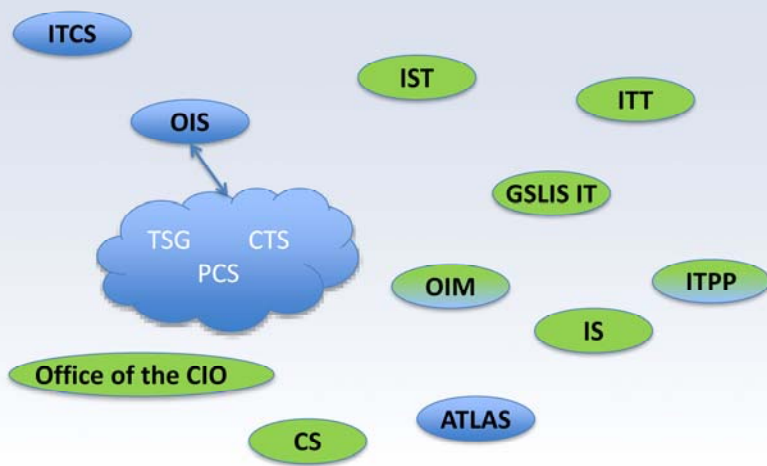 ITCS
IST
ITT
OIS
GSLIS IT
TSG CTS
PCS
OIM
ITPP
IS
Office of the CIO
ATLAS
CS